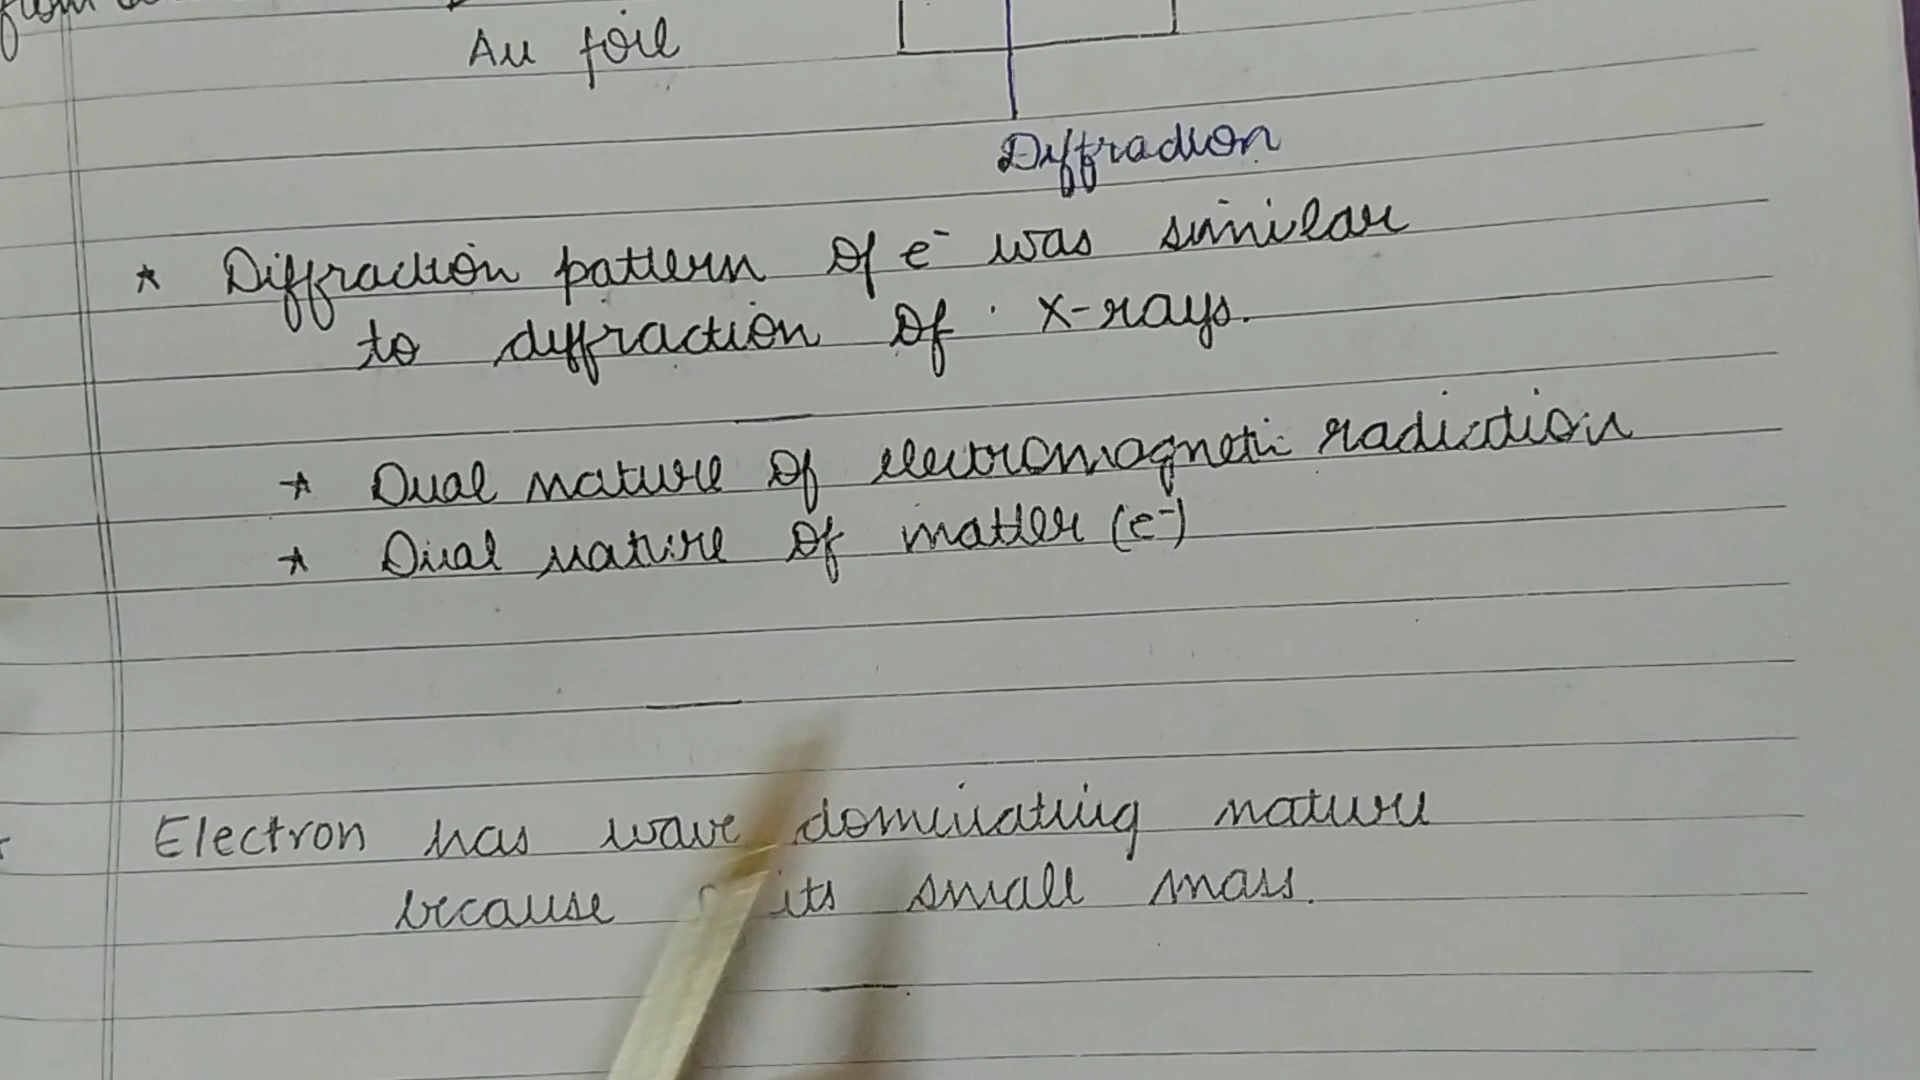 Au foil
Diffraction
* Diffraction pattern of e⁻ was similar
to diffraction of x-rays.
* Dual nature of electromagnetic radiation
* Dual nature of matter (e⁻)
Electron has wave dominating nature
because its small mass.